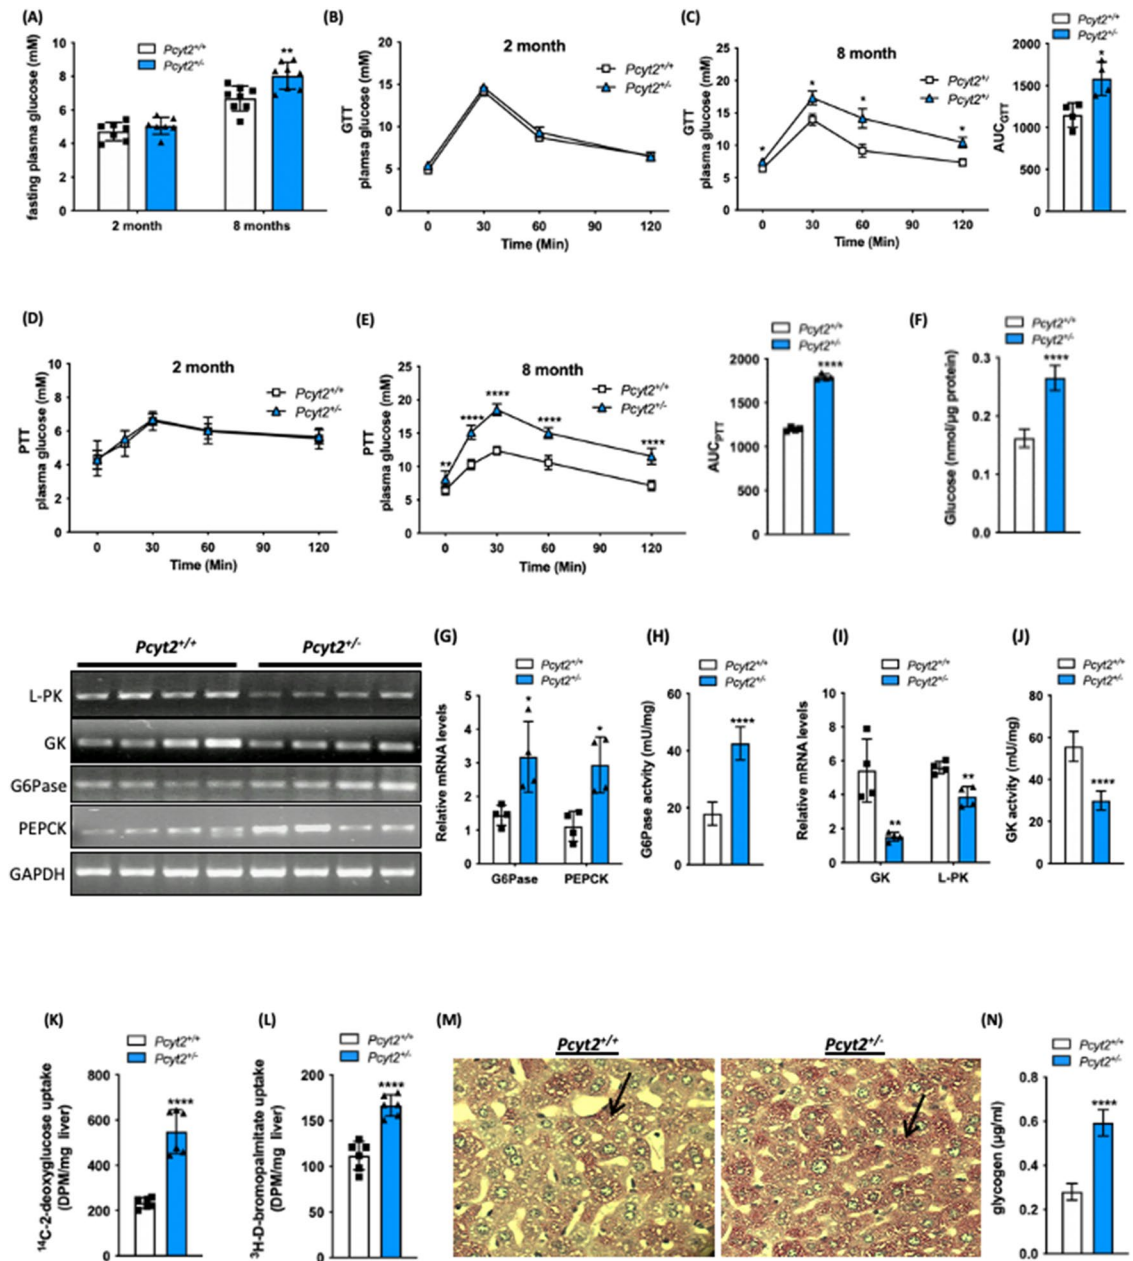 (A)
fasting plasma glucose (mM)
10
8
6
4
2
0
Pcyt2+/+
Pcyt2+/-
**
2 month
8 months
(B)
GTT
plamsa glucose (mM)
20
15
10
5
0
2 month
Pcyt2+/+
Pcyt2+/-
0 30 60 90 120
Time (Min)
(C)
GTT
plasma glucose (mM)
25
20
15
10
5
0
8 month
Pcyt2+/
Pcyt2+/
* * * *
0 30 60 90 120
Time (Min)
Pcyt2+/+
Pcyt2+/-
AUCGTT
2000
1500
1000
500
0
*
(D)
PTT
plasma glucose (mM)
10
8
6
4
2
0
2 month
Pcyt2+/+
Pcyt2+/-
0 30 60 90 120
Time (Min)
(E)
PTT
plasma glucose (mM)
25
20
15
10
5
0
8 month
Pcyt2+/+
Pcyt2+/-
** **** **** **** ****
0 30 60 90 120
Time (Min)
Pcyt2+/+
Pcyt2+/-
AUCPTT
2000
1500
1000
500
0
****
(F)
Pcyt2+/+
Pcyt2+/-
Glucose (nmol/µg protein)
0.3
0.2
0.1
0.0
****
Pcyt2+/+ Pcyt2+/-
L-PK
GK
G6Pase
PEPCK
GAPDH
(G)
Pcyt2+/+
Pcyt2+/-
Relative mRNA levels
5
4
3
2
1
0
* *
G6Pase PEPCK
(H)
Pcyt2+/+
Pcyt2+/-
G6Pase actvity (mU/mg)
60
40
20
0
****
(I)
Pcyt2+/+
Pcyt2+/-
Relative mRNA levels
10
8
6
4
2
0
** **
GK L-PK
(J)
Pcyt2+/+
Pcyt2+/-
GK actvity (mU/mg)
80
60
40
20
0
****
(K)
Pcyt2+/+
Pcyt2+/-
14C-2-deoxyglucose uptake
(DPM/mg liver)
800
600
400
200
0
****
(L)
Pcyt2+/+
Pcyt2+/-
3H-D-bromopalmitate uptake
(DPM/mg liver)
200
150
100
50
0
****
(M)
Pcyt2+/+ Pcyt2+/-
(N)
Pcyt2+/+
Pcyt2+/-
glycogen (µg/ml)
0.8
0.6
0.4
0.2
0.0
****